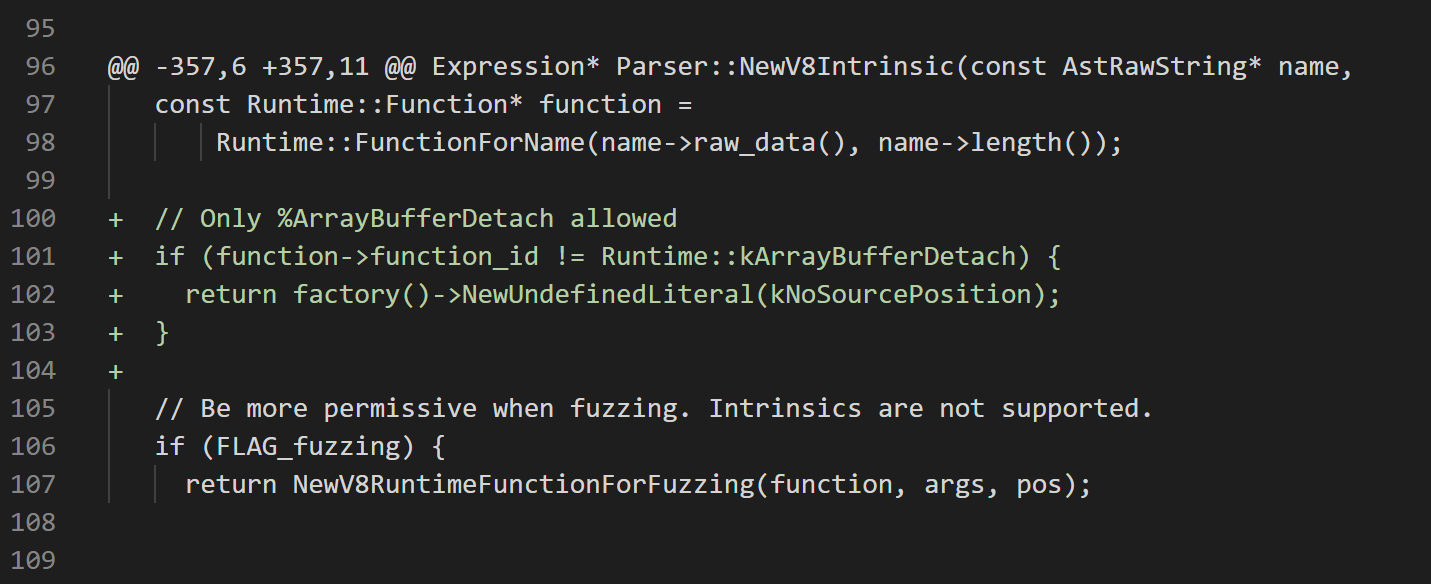 95
96 @@ -357,6 +357,11 @@ Expression* Parser::NewV8Intrinsic(const AstRawString* name,
97 const Runtime::Function* function =
98 Runtime::FunctionForName(name->raw_data(), name->length());
99
100 + // Only %ArrayBufferDetach allowed
101 + if (function->function_id != Runtime::kArrayBufferDetach) {
102 + return factory()->NewUndefinedLiteral(kNoSourcePosition);
103 + }
104 +
105 // Be more permissive when fuzzing. Intrinsics are not supported.
106 if (FLAG_fuzzing) {
107 return NewV8RuntimeFunctionForFuzzing(function, args, pos);
108
109